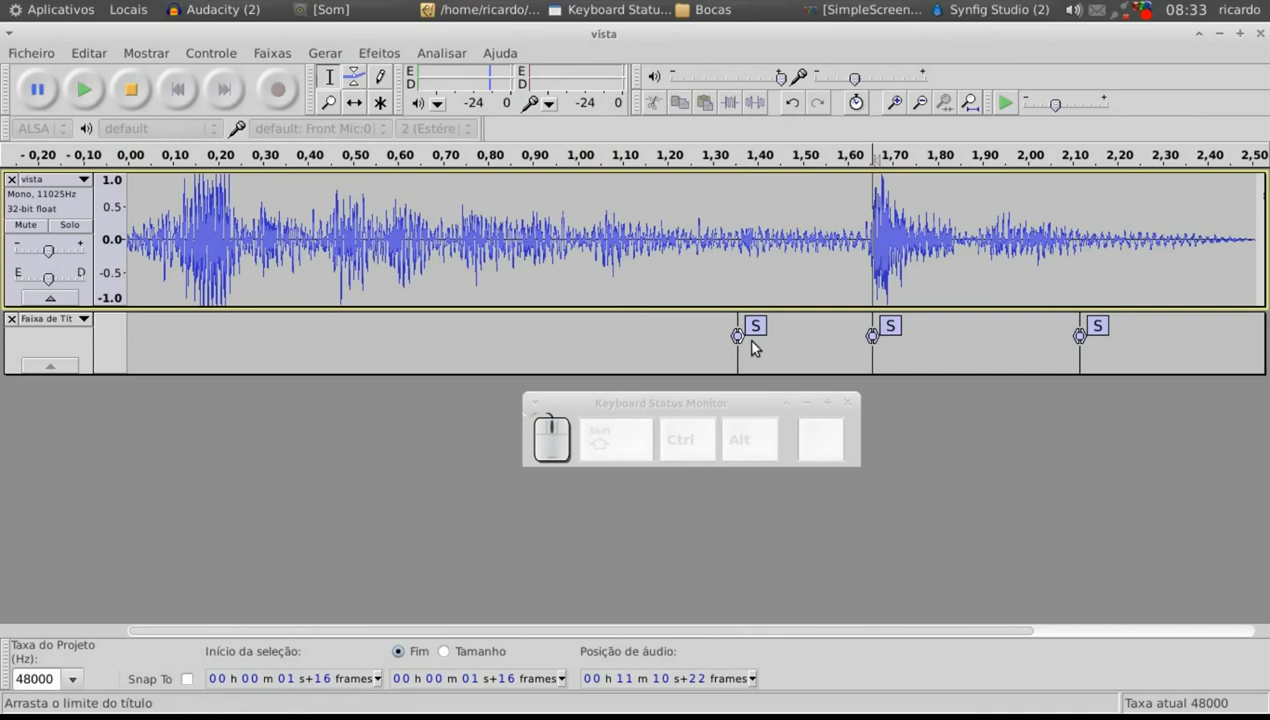 Aplicativos Locais Audacity (2) [Som] /home/ricardo/... Keyboard Statu... Bocas [SimpleScreen... Synfig Studio (2) 08:33 ricardo
vista
Ficheiro Editar Mostrar Controle Faixas Gerar Efeitos Analisar Ajuda
E E
D D
-24 0 -24 0
ALSA default default: Front Mic:0 2 (Estére
- 0,20 - 0,10 0,00 0,10 0,20 0,30 0,40 0,50 0,60 0,70 0,80 0,90 1,00 1,10 1,20 1,30 1,40 1,50 1,60 1,70 1,80 1,90 2,00 2,10 2,20 2,30 2,40 2,50
vista 1.0
Mono, 11025Hz
32-bit float 0.5
Mute Solo
- + 0.0
E D -0.5
-1.0
Faixa de Tít S S S
Keyboard Status Monitor
Shift Ctrl Alt
Taxa do Projeto
(Hz): Início da seleção: Fim Tamanho Posição de áudio:
48000 Snap To 00 h 00 m 01 s+16 frames 00 h 00 m 01 s+16 frames 00 h 11 m 10 s+22 frames
Arrasta o limite do título Taxa atual 48000